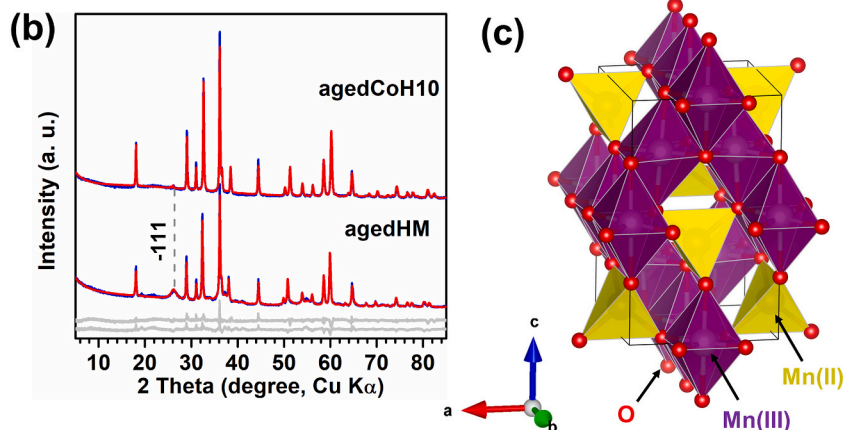 (b)
agedCoH10
agedHM
-111
Intensity (a. u.)
5 10 20 30 40 50 60 70 80
2 Theta (degree, Cu Kα)
(c)
c
a
b
O
Mn(III)
Mn(II)